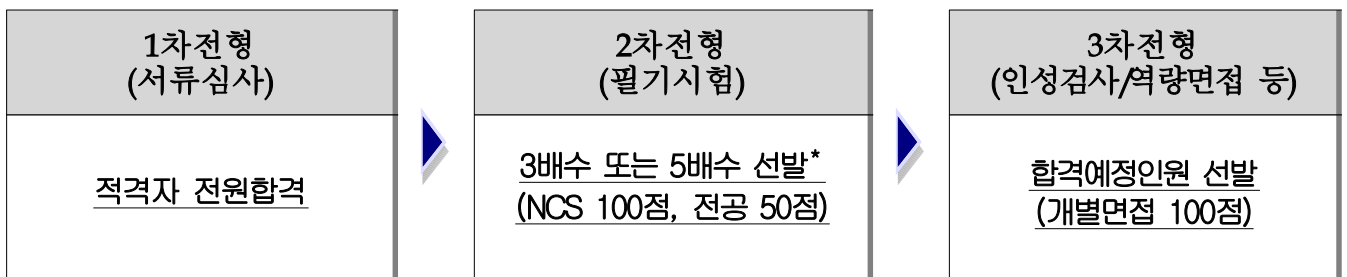 1차전형
(서류심사)
적격자 전원합격
2차전형
(필기시험)
3배수 또는 5배수 선발*
(NCS 100점, 전공 50점)
3차전형
(인성검사/역량면접 등)
합격예정인원 선발
(개별면접 100점)